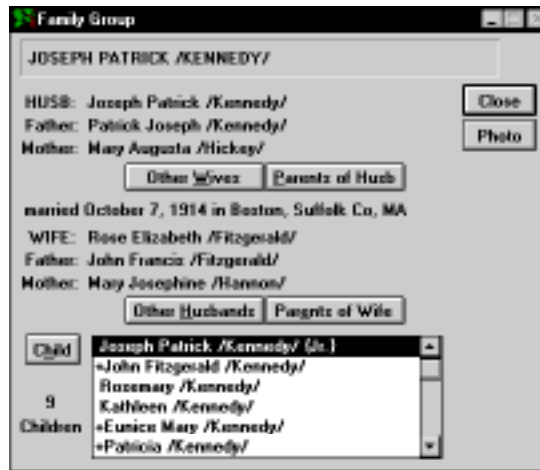 Family Group
JOSEPH PATRICK /KENNEDY/
HUSB: Joseph Patrick /Kennedy/
Close
Father: Patrick Joseph /Kennedy/
Photo
Mother: Mary Augusta /Hickey/
Other Wives Parents of Husb
married October 7, 1914 in Boston, Suffolk Co, MA
WIFE: Rose Elizabeth /Fitzgerald/
Father: John Francis /Fitzgerald/
Mother: Mary Josephine /Hannon/
Other Husbands Parents of Wife
Child
Joseph Patrick /Kennedy/ (Jr.)
+John Fitzgerald /Kennedy/
Rosemary /Kennedy/
9
Kathleen /Kennedy/
Children
+Eunice Mary /Kennedy/
+Patricia /Kennedy/